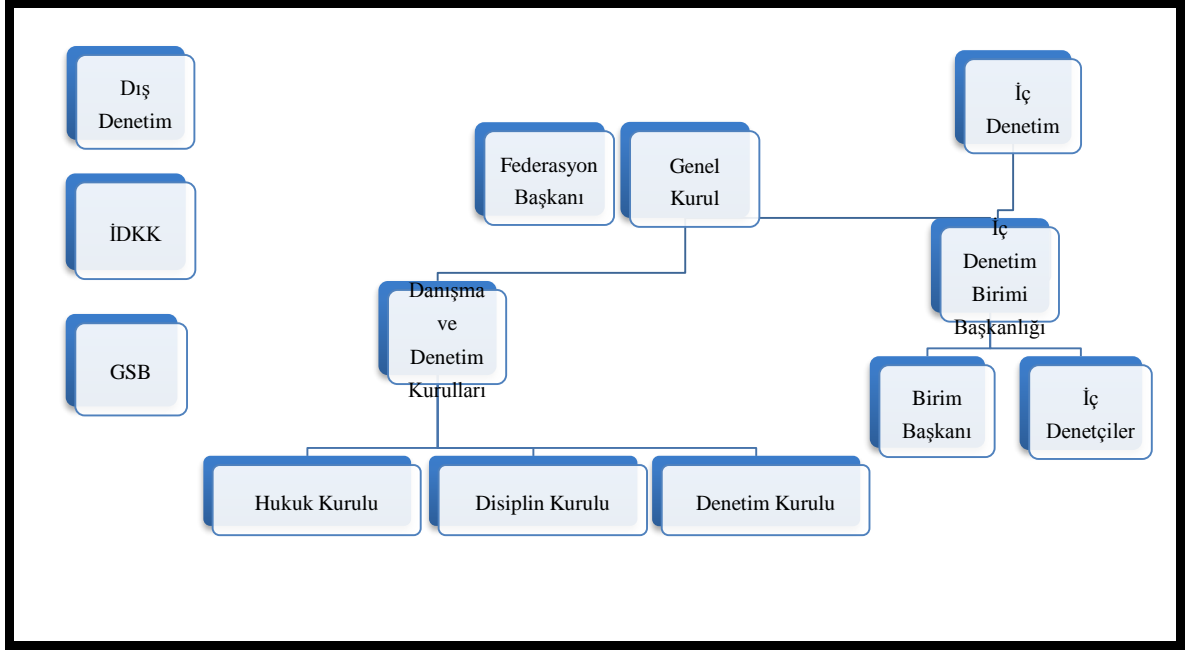 Dış
Denetim
İDKK
GSB
Federasyon
Başkanı
Genel
Kurul
İç
Denetim
İç
Denetim
Birimi
Başkanlığı
Danışma
ve
Denetim
Kurulları
Birim
Başkanı
İç
Denetçiler
Hukuk Kurulu
Disiplin Kurulu
Denetim Kurulu